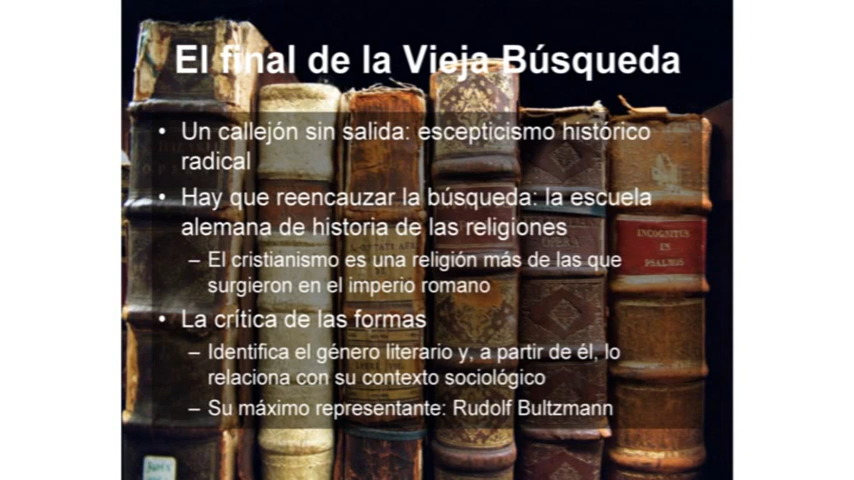 El final de la Vieja Búsqueda
• Un callejón sin salida: escepticismo histórico
radical
• Hay que reencauzar la búsqueda: la escuela
alemana de historia de las religiones
– El cristianismo es una religión más de las que
surgieron en el imperio romano
• La crítica de las formas
– Identifica el género literario y, a partir de él, lo
relaciona con su contexto sociológico
– Su máximo representante: Rudolf Bultzmann
INCOGNITUS
IN
PSALMOS
OPERA